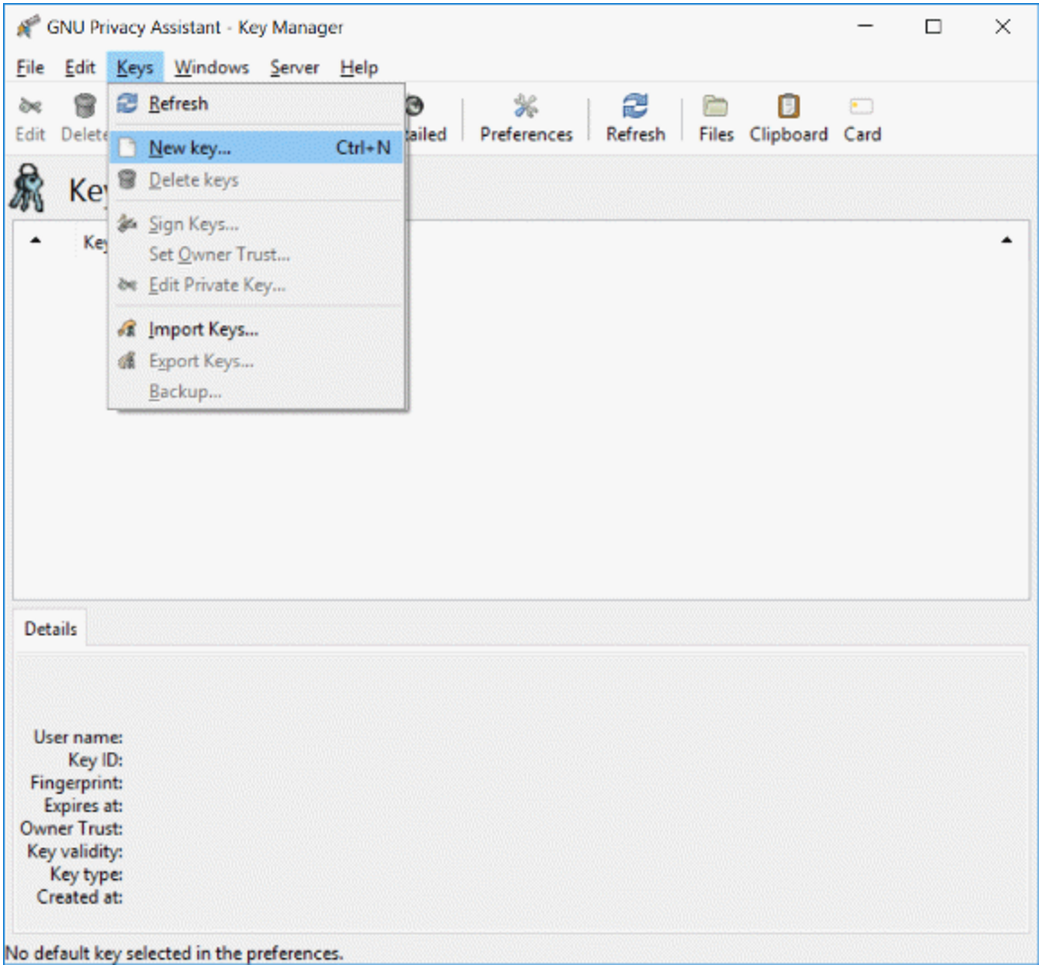 GNU Privacy Assistant - Key Manager
File Edit Keys Windows Server Help
Edit Delete Preferences Refresh Files Clipboard Card
Refresh
New key... Ctrl+N
Delete keys
Sign Keys...
Set Owner Trust...
Edit Private Key...
Import Keys...
Export Keys...
Backup...
Details
User name:
Key ID:
Fingerprint:
Expires at:
Owner Trust:
Key validity:
Key type:
Created at:
No default key selected in the preferences.